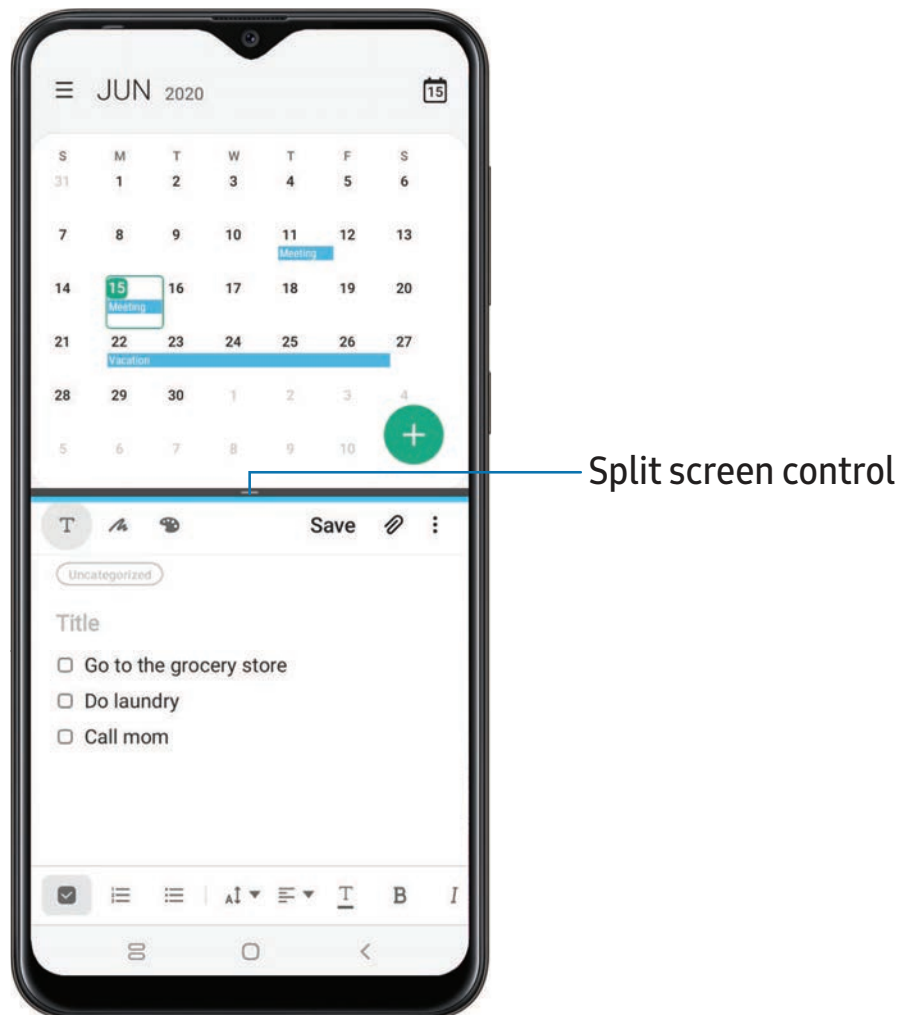 JUN 2020 15
S M T W T F S
31 1 2 3 4 5 6
7 8 9 10 11 12 13
Meeting
14 15 16 17 18 19 20
Meeting
21 22 23 24 25 26 27
Vacation
28 29 30 1 2 3 4
5 6 7 8 9 10
Split screen control
T Save
Uncategorized
Title
Go to the grocery store
Do laundry
Call mom
A T B I